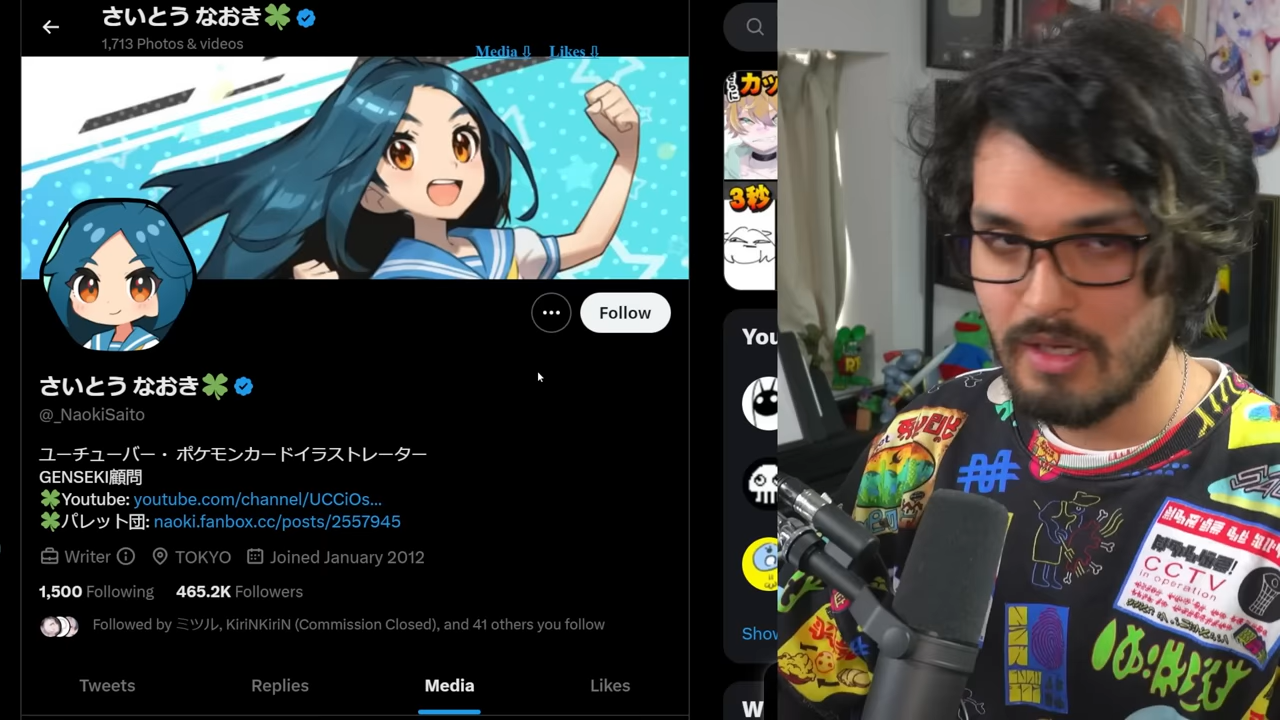 さいとう なおき🍀
1,713 Photos & videos
Media ⇩ Likes ⇩
Follow
さいとう なおき🍀
@_NaokiSaito
ユーチューバー・ ポケモンカードイラストレーター
GENSEKI顧問
🍀Youtube: youtube.com/channel/UCCiOs...
🍀パレット団: naoki.fanbox.cc/posts/2557945
Writer TOKYO Joined January 2012
1,500 Following 465.2K Followers
Followed by ミツル, KiriNKiriN (Commission Closed), and 41 others you follow
Tweets Replies Media Likes
さらに
カッ
3秒
You
Show
W
CCTV
in operation